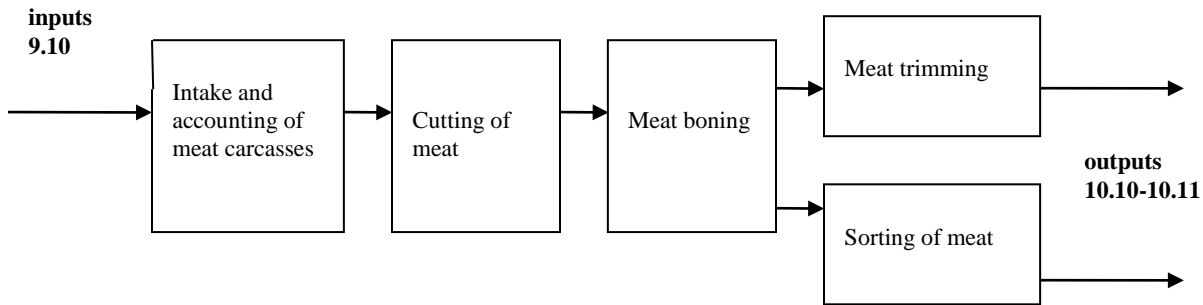 inputs
9.10
Intake and
accounting of
meat carcasses
Cutting of
meat
Meat boning
Meat trimming
Sorting of meat
outputs
10.10-10.11